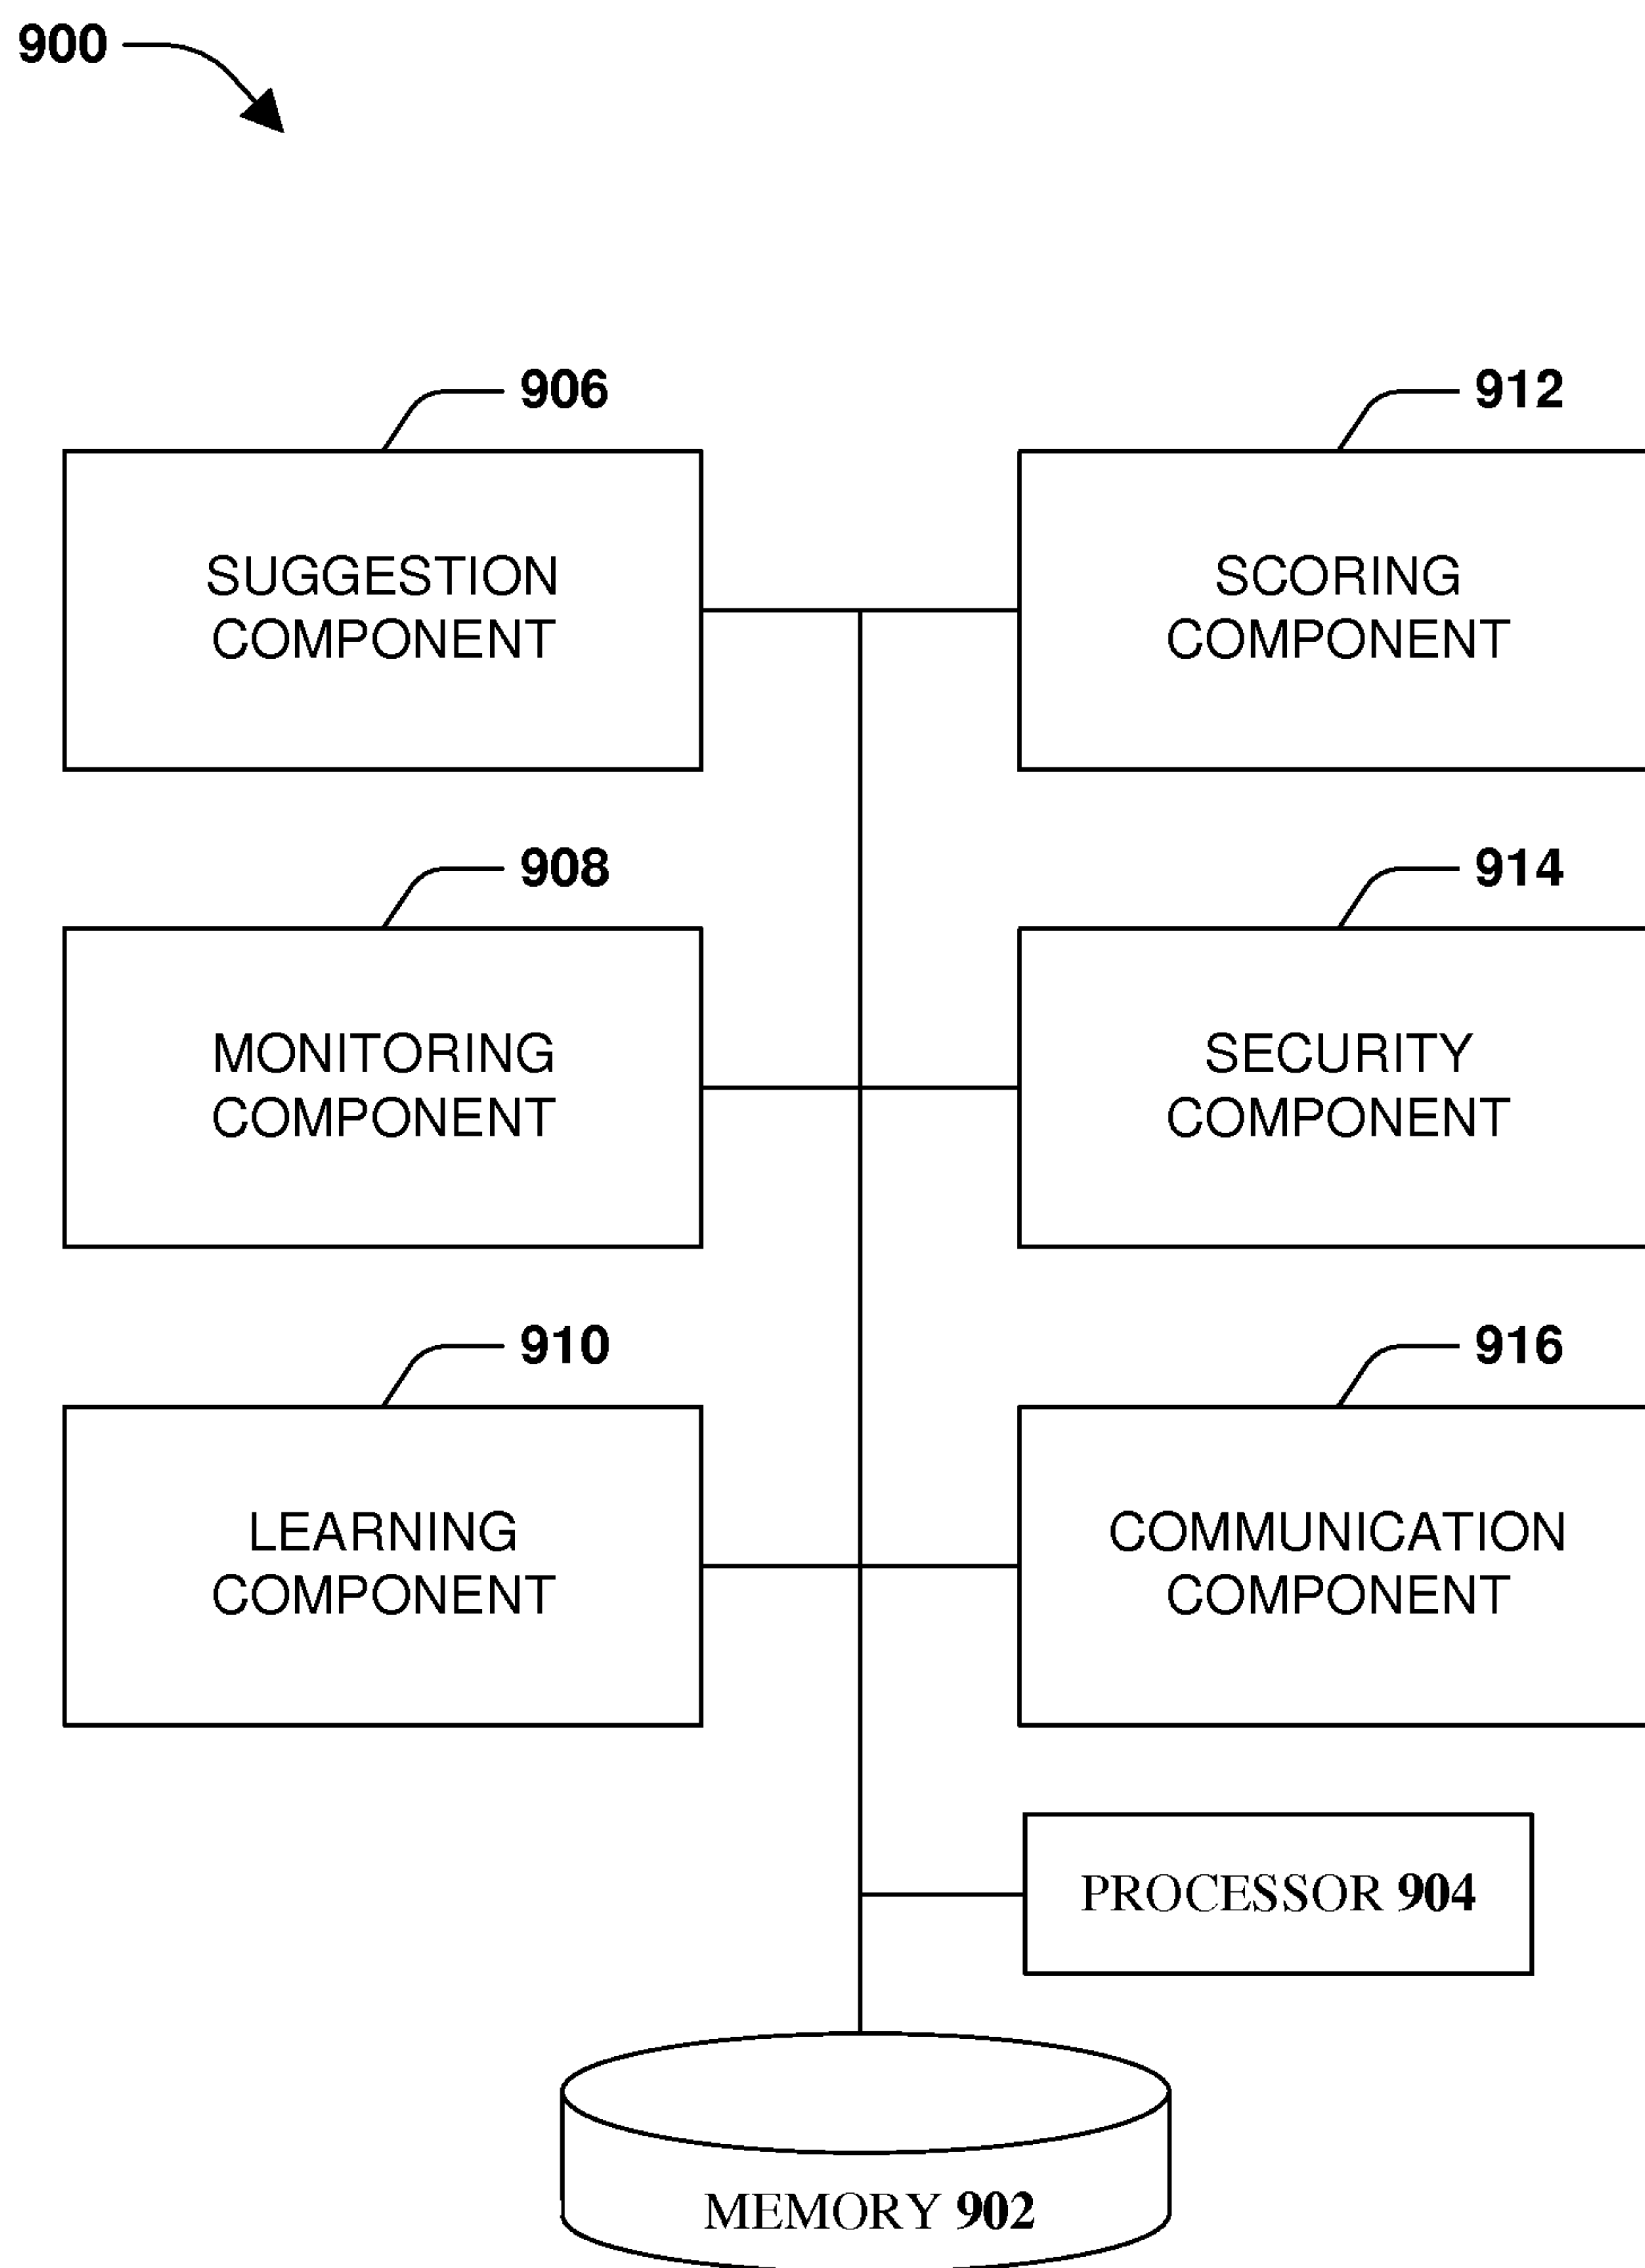 900
906
912
SUGGESTION
COMPONENT
SCORING
COMPONENT
908
914
MONITORING
COMPONENT
SECURITY
COMPONENT
910
916
LEARNING
COMPONENT
COMMUNICATION
COMPONENT
PROCESSOR 904
MEMORY 902